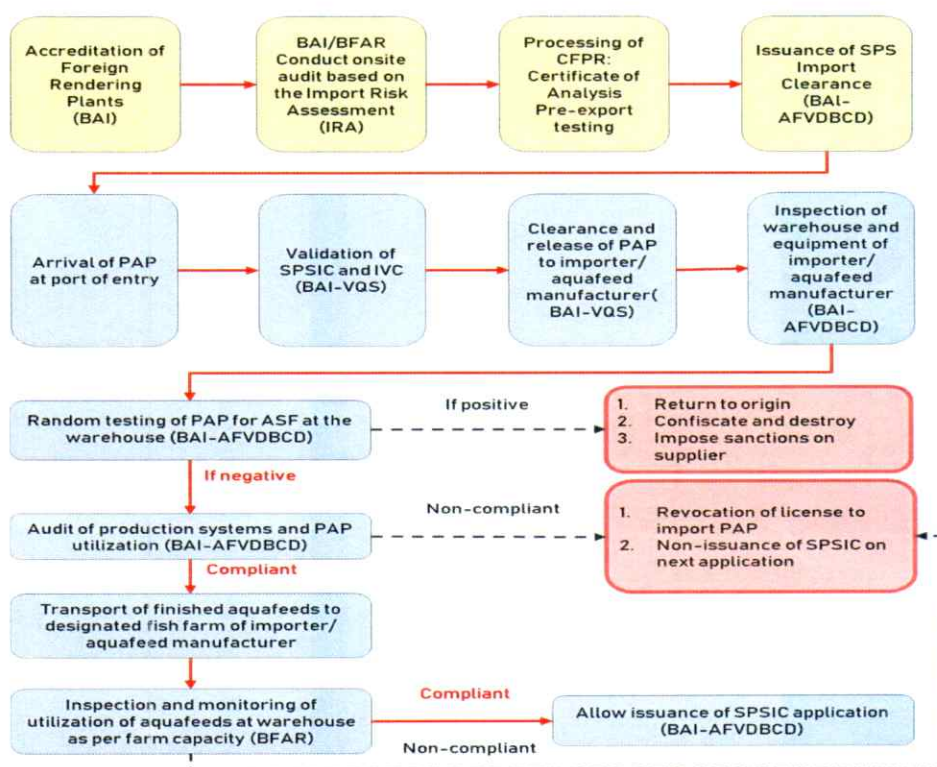 Accreditation of
Foreign
Rendering
Plants
(BAI)
BAI/BFAR
Conduct onsite
audit based on
the Import Risk
Assessment
(IRA)
Processing of
CFPR:
Certificate of
Analysis
Pre-export
testing
Issuance of SPS
Import
Clearance
(BAI-
AFVDBCD)
Arrival of PAP
at port of entry
Validation of
SPSIC and IVC
(BAI-VQS)
Clearance and
release of PAP
to importer/
aquafeed
manufacturer(
BAI-VQS)
Inspection of
warehouse and
equipment of
importer/
aquafeed
manufacturer
(BAI-
AFVDBCD)
Random testing of PAP for ASF at the
warehouse (BAI-AFVDBCD)
If positive
1. Return to origin
2. Confiscate and destroy
3. Impose sanctions on
supplier
If negative
Audit of production systems and PAP
utilization (BAI-AFVDBCD)
Non-compliant
1. Revocation of license to
import PAP
2. Non-issuance of SPSIC on
next application
Compliant
Transport of finished aquafeeds to
designated fish farm of importer/
aquafeed manufacturer
Inspection and monitoring of
utilization of aquafeeds at warehouse
as per farm capacity (BFAR)
Compliant
Non-compliant
Allow issuance of SPSIC application
(BAI-AFVDBCD)